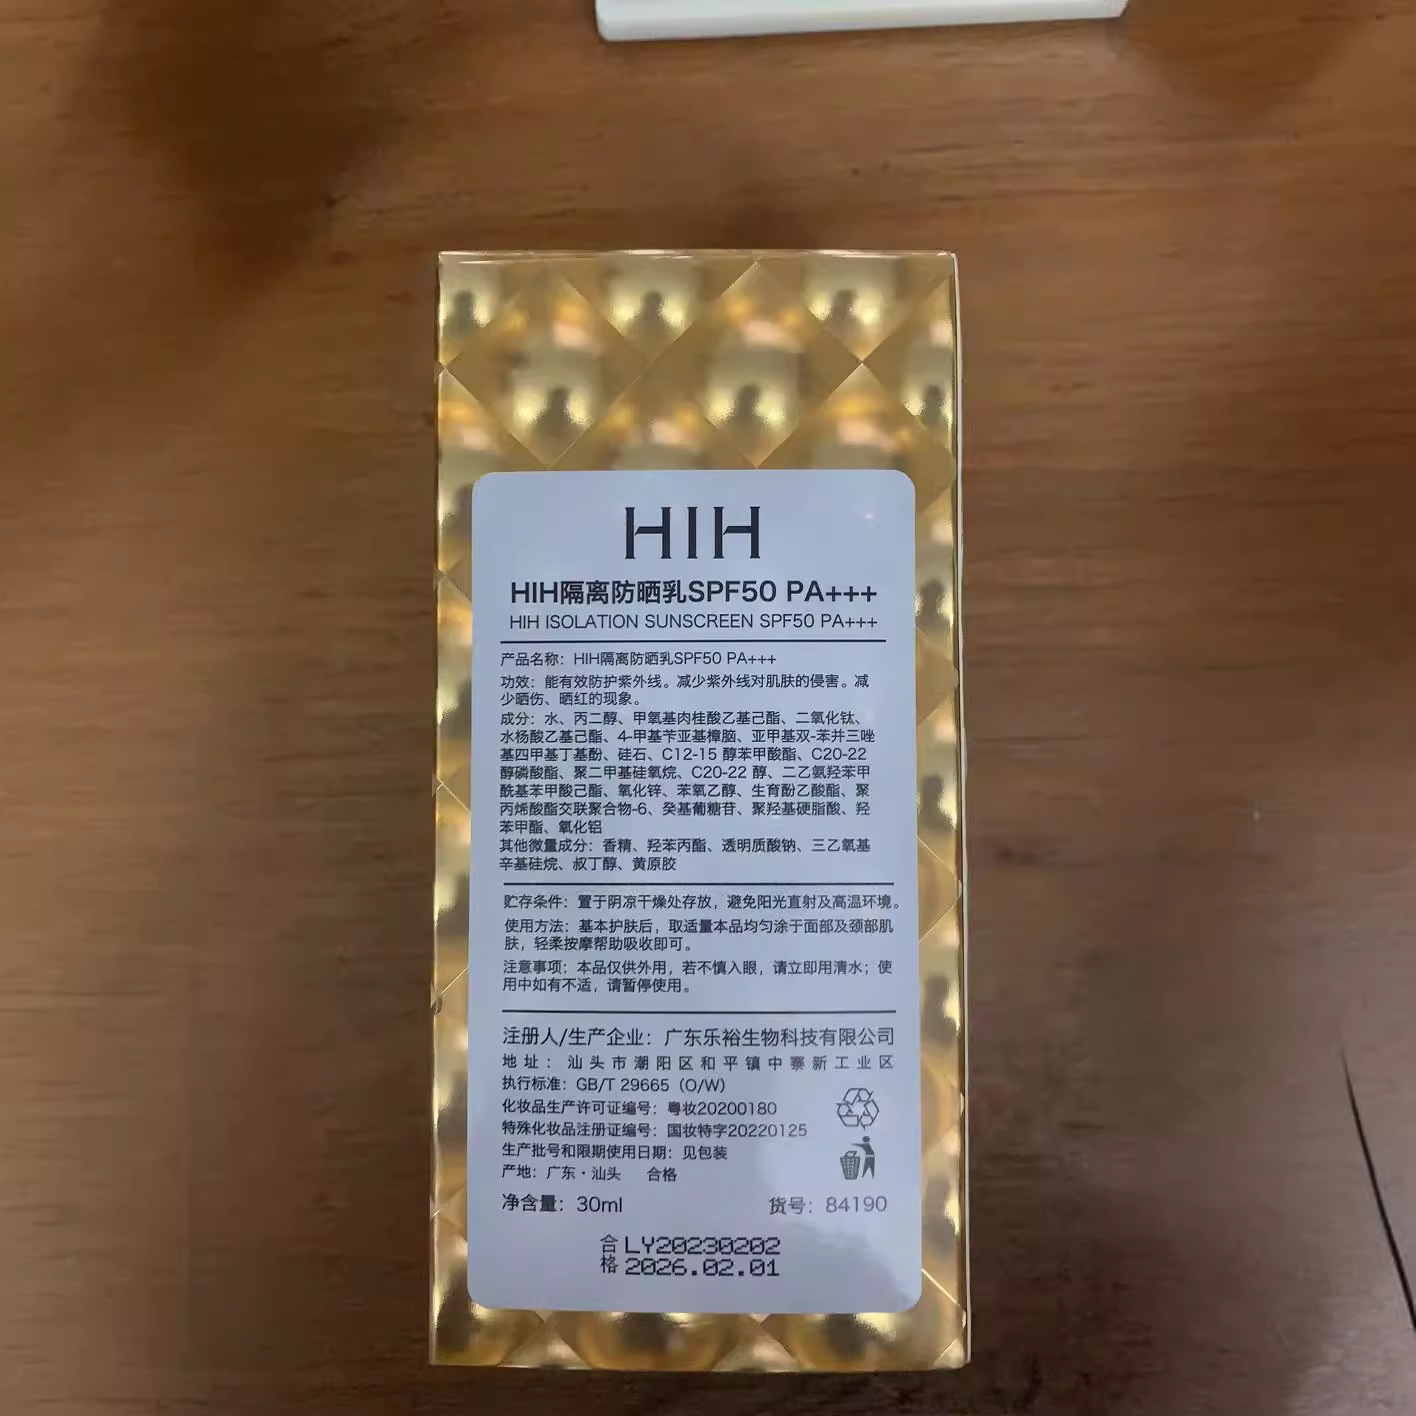 HIH
HIH隔离防晒乳SPF50 PA+++
HIH ISOLATION SUNSCREEN SPF50 PA+++
产品名称：HIH隔离防晒乳SPF50 PA+++
功效：能有效防护紫外线。减少紫外线对肌肤的侵害。减
少晒伤、晒红的现象。
成分：水、丙二醇、甲氧基肉桂酸乙基己酯、二氧化钛、
水杨酸乙基己酯、4-甲基苄亚基樟脑、亚甲基双-苯并三唑
基四甲基丁基酚、硅石、C12-15 醇苯甲酸酯、C20-22
醇磷酸酯、聚二甲基硅氧烷、C20-22 醇、二乙氨羟苯甲
酰基苯甲酸己酯、氧化锌、苯氧乙醇、生育酚乙酸酯、聚
丙烯酸酯交联聚合物-6、癸基葡糖苷、聚羟基硬脂酸、羟
苯甲酯、氧化铝
其他微量成分：香精、羟苯丙酯、透明质酸钠、三乙氧基
辛基硅烷、叔丁醇、黄原胶
贮存条件：置于阴凉干燥处存放，避免阳光直射及高温环境。
使用方法：基本护肤后，取适量本品均匀涂于面部及颈部肌
肤，轻柔按摩帮助吸收即可。
注意事项：本品仅供外用，若不慎入眼，请立即用清水；使
用中如有不适，请暂停使用。
注册人/生产企业：广东乐裕生物科技有限公司
地址：汕头市潮阳区和平镇中寨新工业区
执行标准：GB/T 29665（O/W）
化妆品生产许可证编号：粤妆20200180
特殊化妆品注册证编号：国妆特字20220125
生产批号和限期使用日期：见包装
产地：广东·汕头 合格
净含量：30ml 货号：84190
合格 LY20230202
2026.02.01